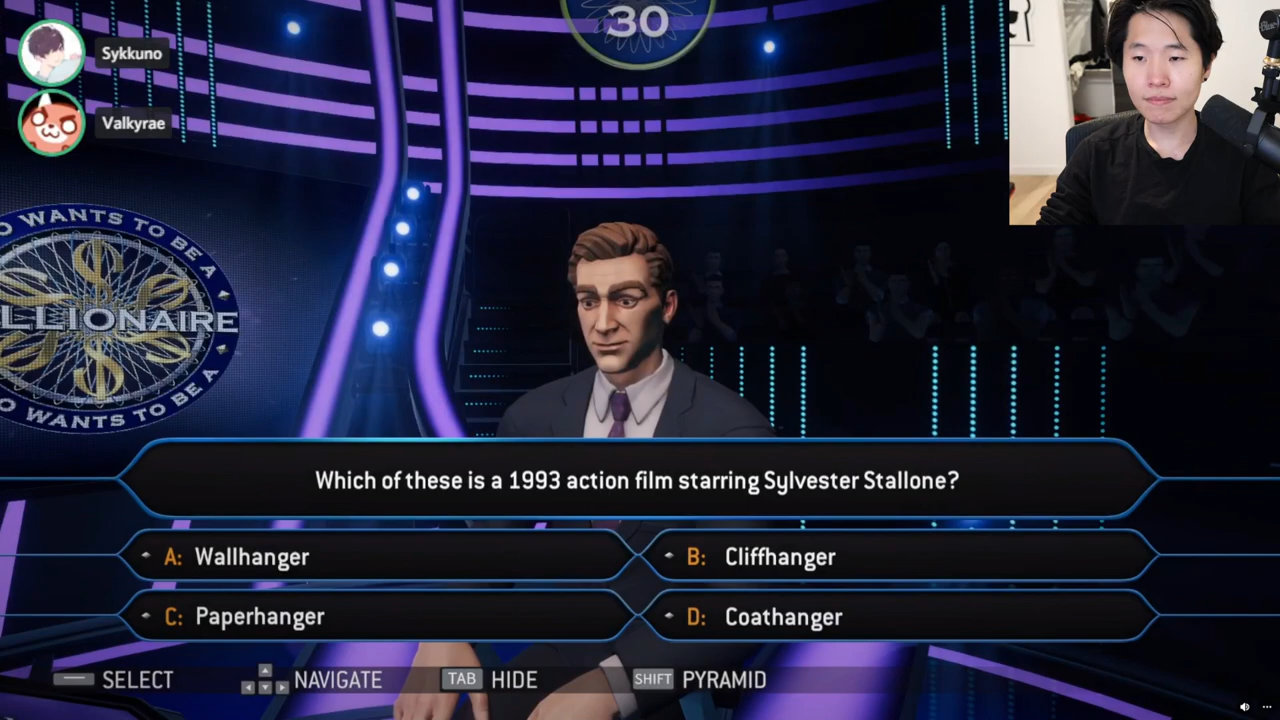 30
Sykkuno
Valkyrae
O WANTS TO BE A
LLIONAIRE
O WANTS TO BE A
Which of these is a 1993 action film starring Sylvester Stallone?
A: Wallhanger
B: Cliffhanger
C: Paperhanger
D: Coathanger
SELECT
NAVIGATE
TAB HIDE
SHIFT PYRAMID